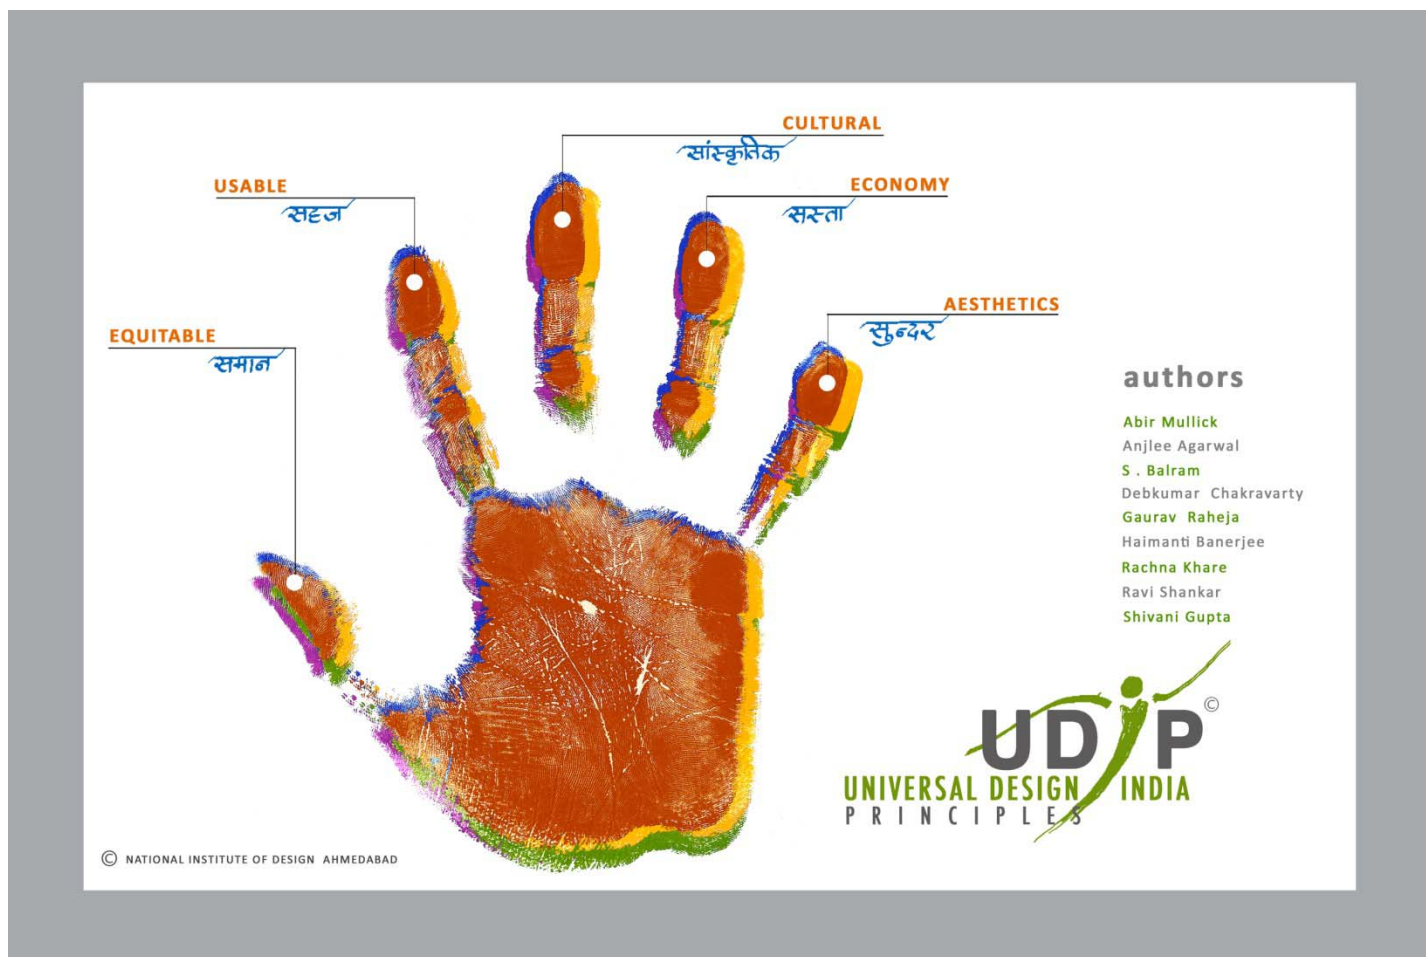 CULTURAL
सांस्कृतिक
USABLE
सहज
ECONOMY
सस्ता
AESTHETICS
सुन्दर
EQUITABLE
समान
authors
Abir Mullick
Anjlee Agarwal
S . Balram
Debkumar Chakravarty
Gaurav Raheja
Haimanti Banerjee
Rachna Khare
Ravi Shankar
Shivani Gupta
UDiP©
UNIVERSAL DESIGN INDIA
PRINCIPLES
© NATIONAL INSTITUTE OF DESIGN AHMEDABAD